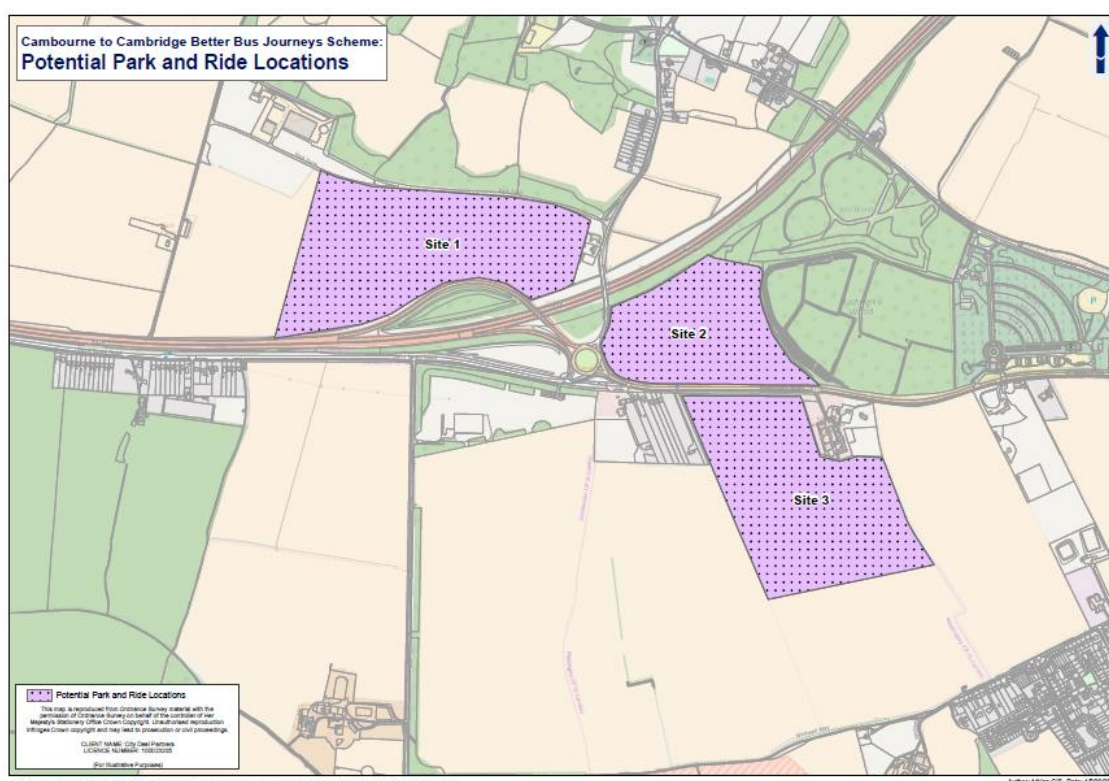 Cambourne to Cambridge Better Bus Journeys Scheme:
Potential Park and Ride Locations
Site 1
Site 2
Site 3
P
Potential Park and Ride Locations
This map is reproduced from Ordnance Survey material with the
permission of Ordnance Survey on behalf of the controller of Her
Majesty's Stationery Office Crown Copyright. Unauthorised reproduction
infringes Crown copyright and may lead to prosecution or civil proceedings.
CLIENT NAME: City Deal Partners
(For Illustrative Purposes)